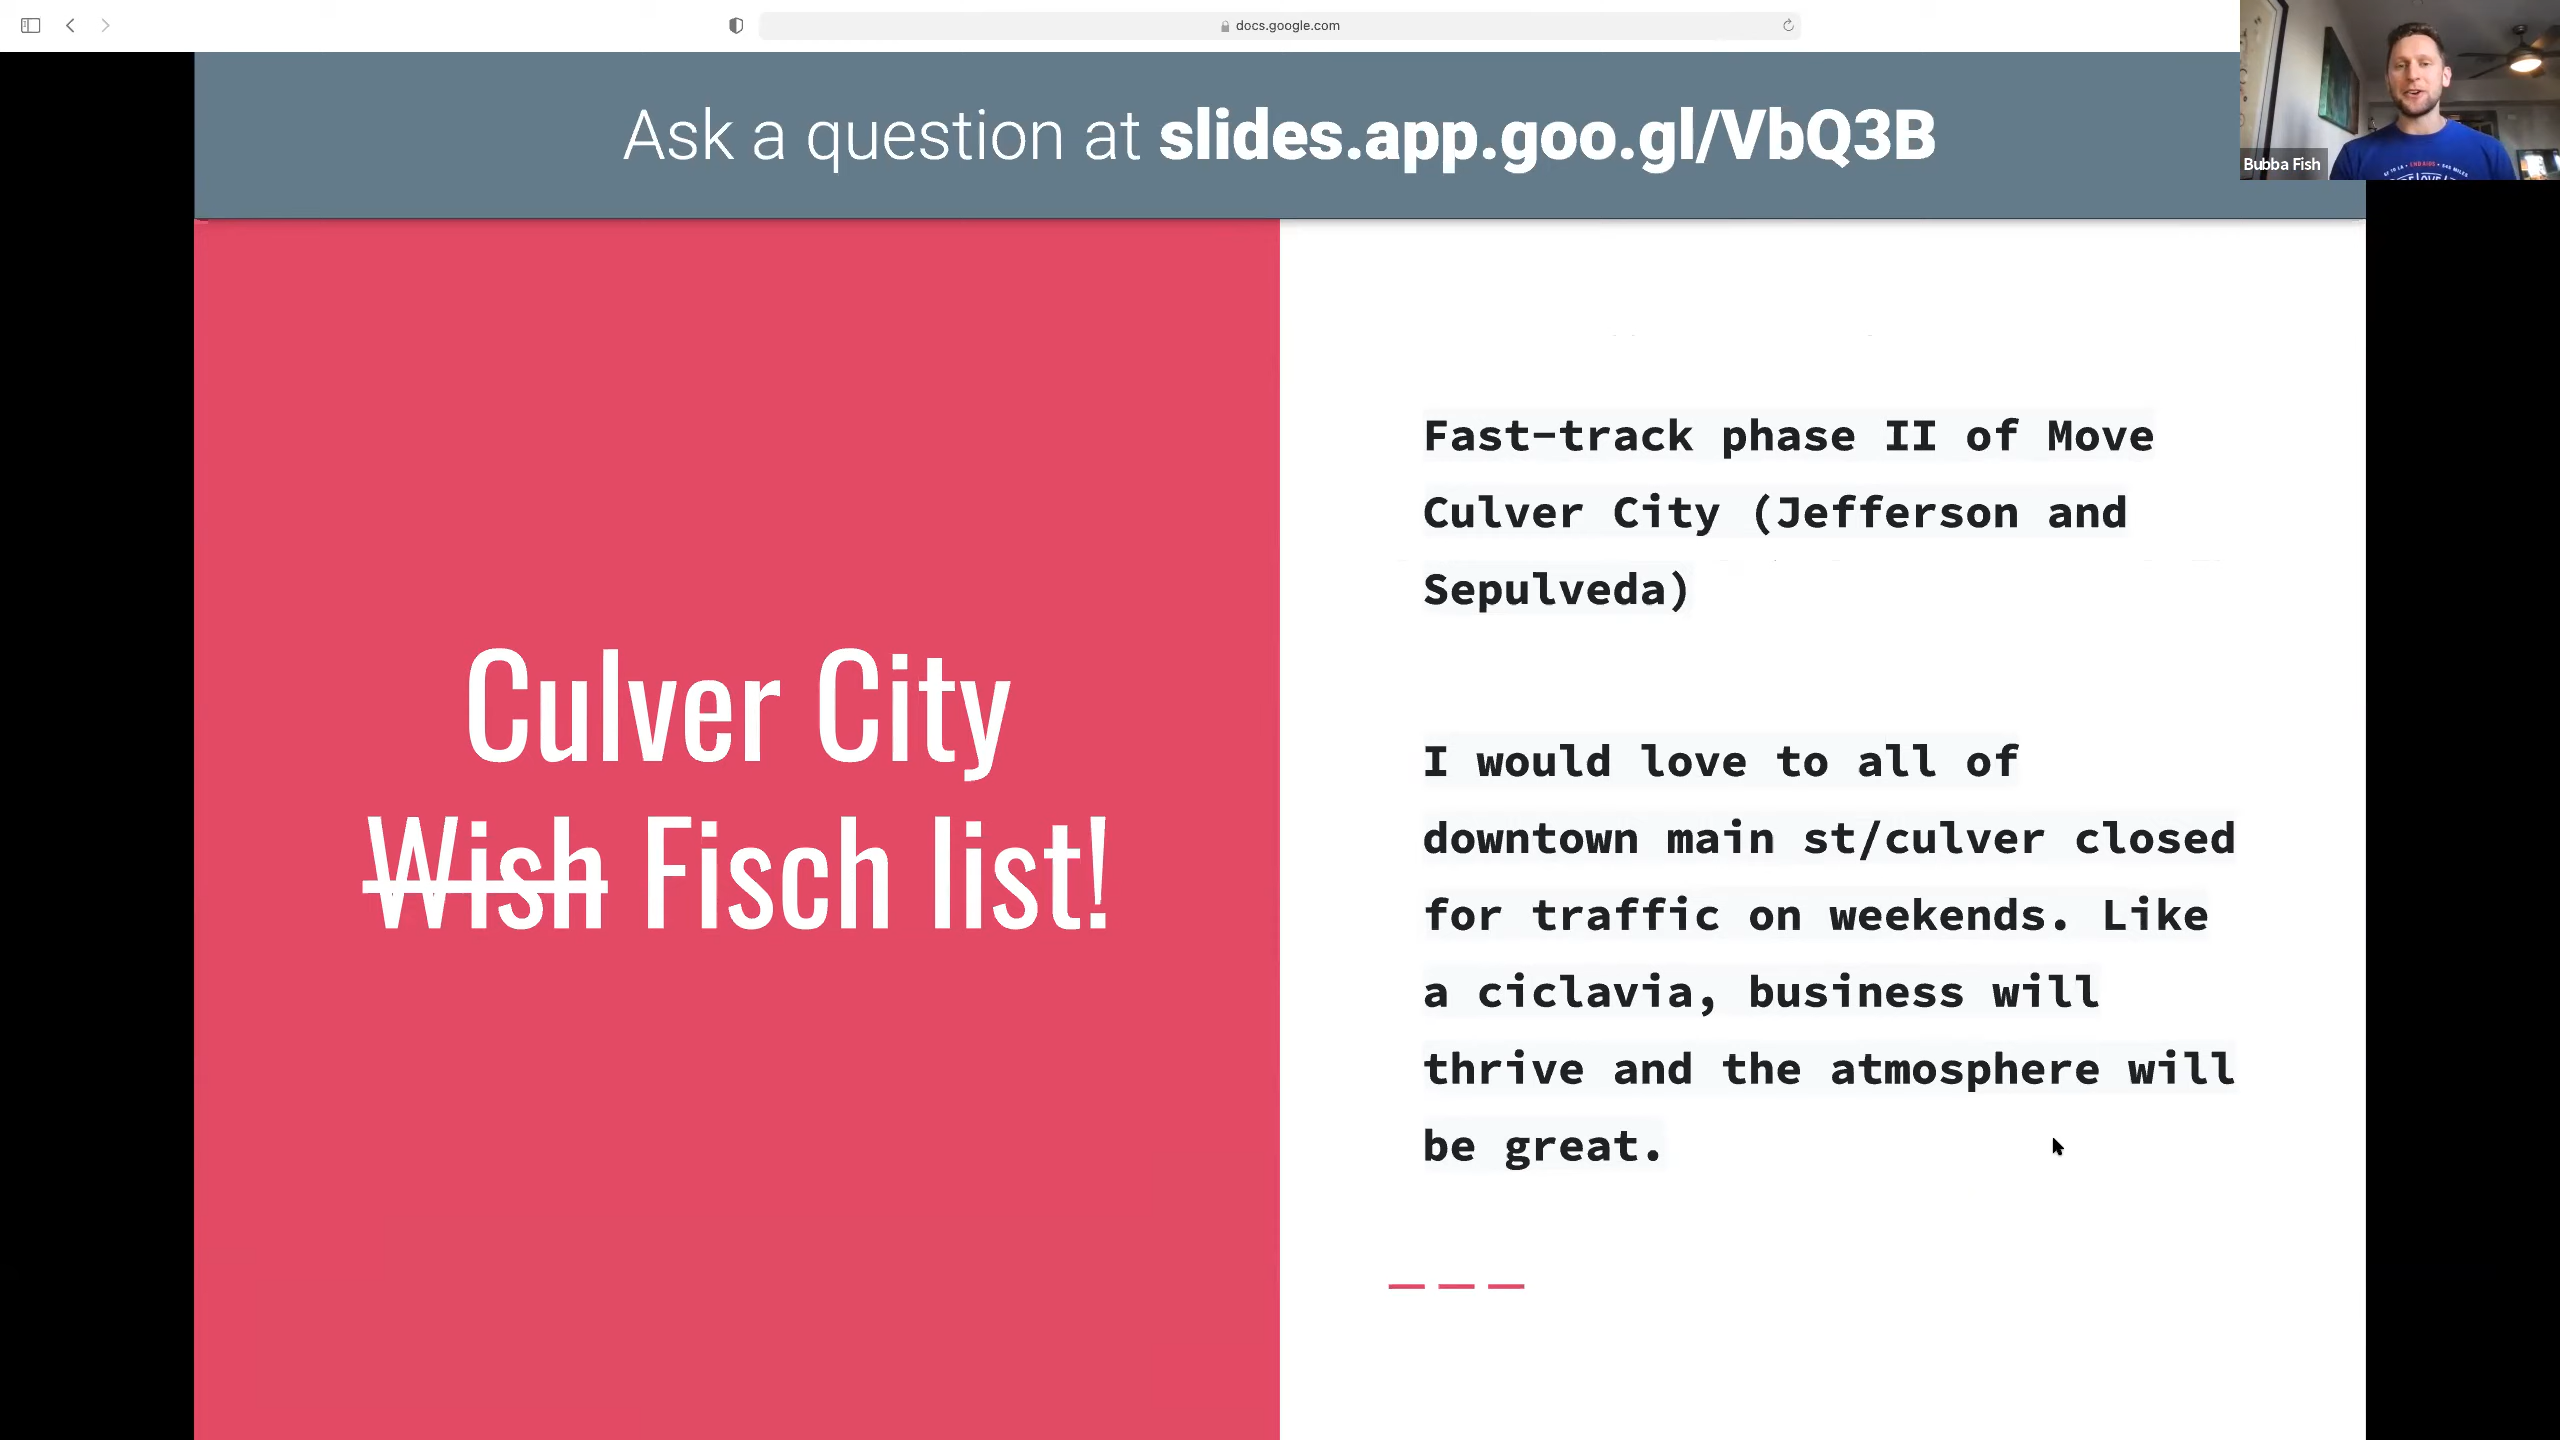 docs.google.com
Ask a question at slides.app.goo.gl/VbQ3B
Bubba Fish
Culver City
Wish Fisch list!
Fast-track phase II of Move
Culver City (Jefferson and
Sepulveda)
I would love to all of
downtown main st/culver closed
for traffic on weekends. Like
a ciclavia, business will
thrive and the atmosphere will
be great.